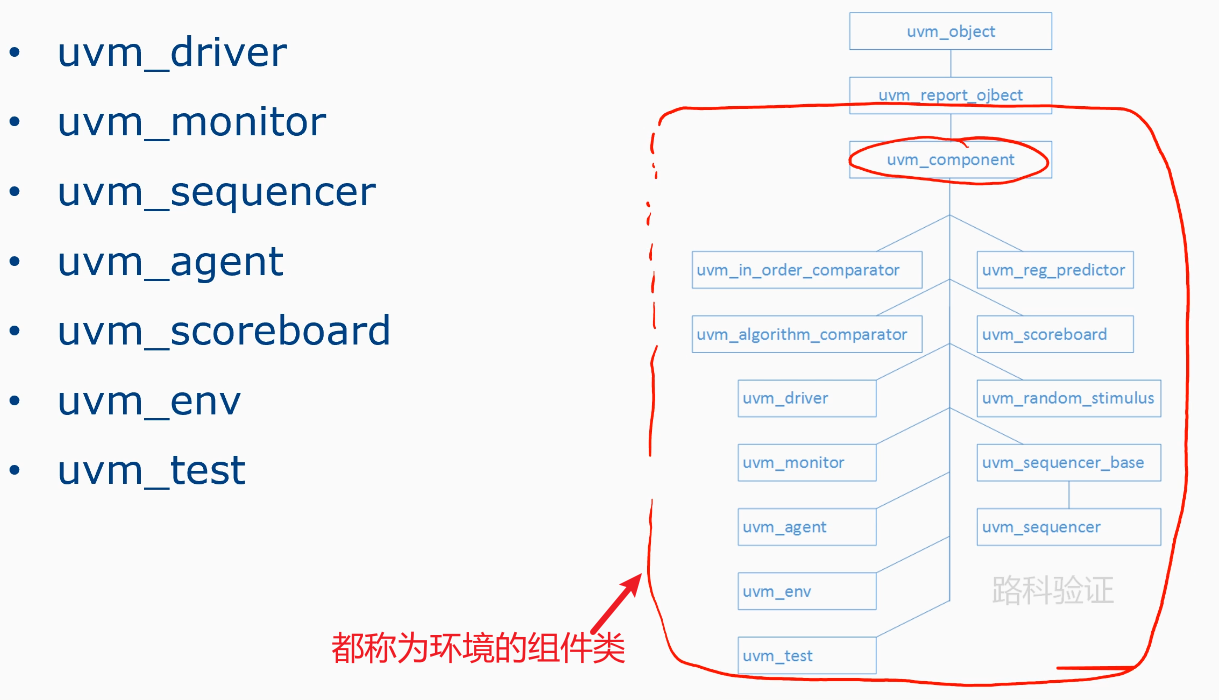 • uvm_driver
• uvm_monitor
• uvm_sequencer
• uvm_agent
• uvm_scoreboard
• uvm_env
• uvm_test
uvm_object
uvm_report_ojbect
uvm_component
uvm_in_order_comparator
uvm_reg_predictor
uvm_algorithm_comparator
uvm_scoreboard
uvm_driver
uvm_random_stimulus
uvm_monitor
uvm_sequencer_base
uvm_agent
uvm_sequencer
uvm_env
路科验证
都称为环境的组件类
uvm_test